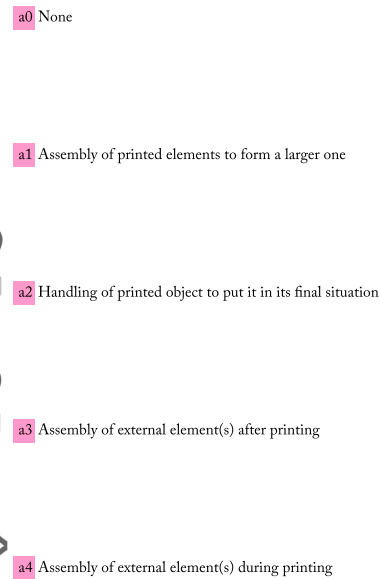 a0 None
a1 Assembly of printed elements to form a larger one
a2 Handling of printed object to put it in its final situation
a3 Assembly of external element(s) after printing
a4 Assembly of external element(s) during printing